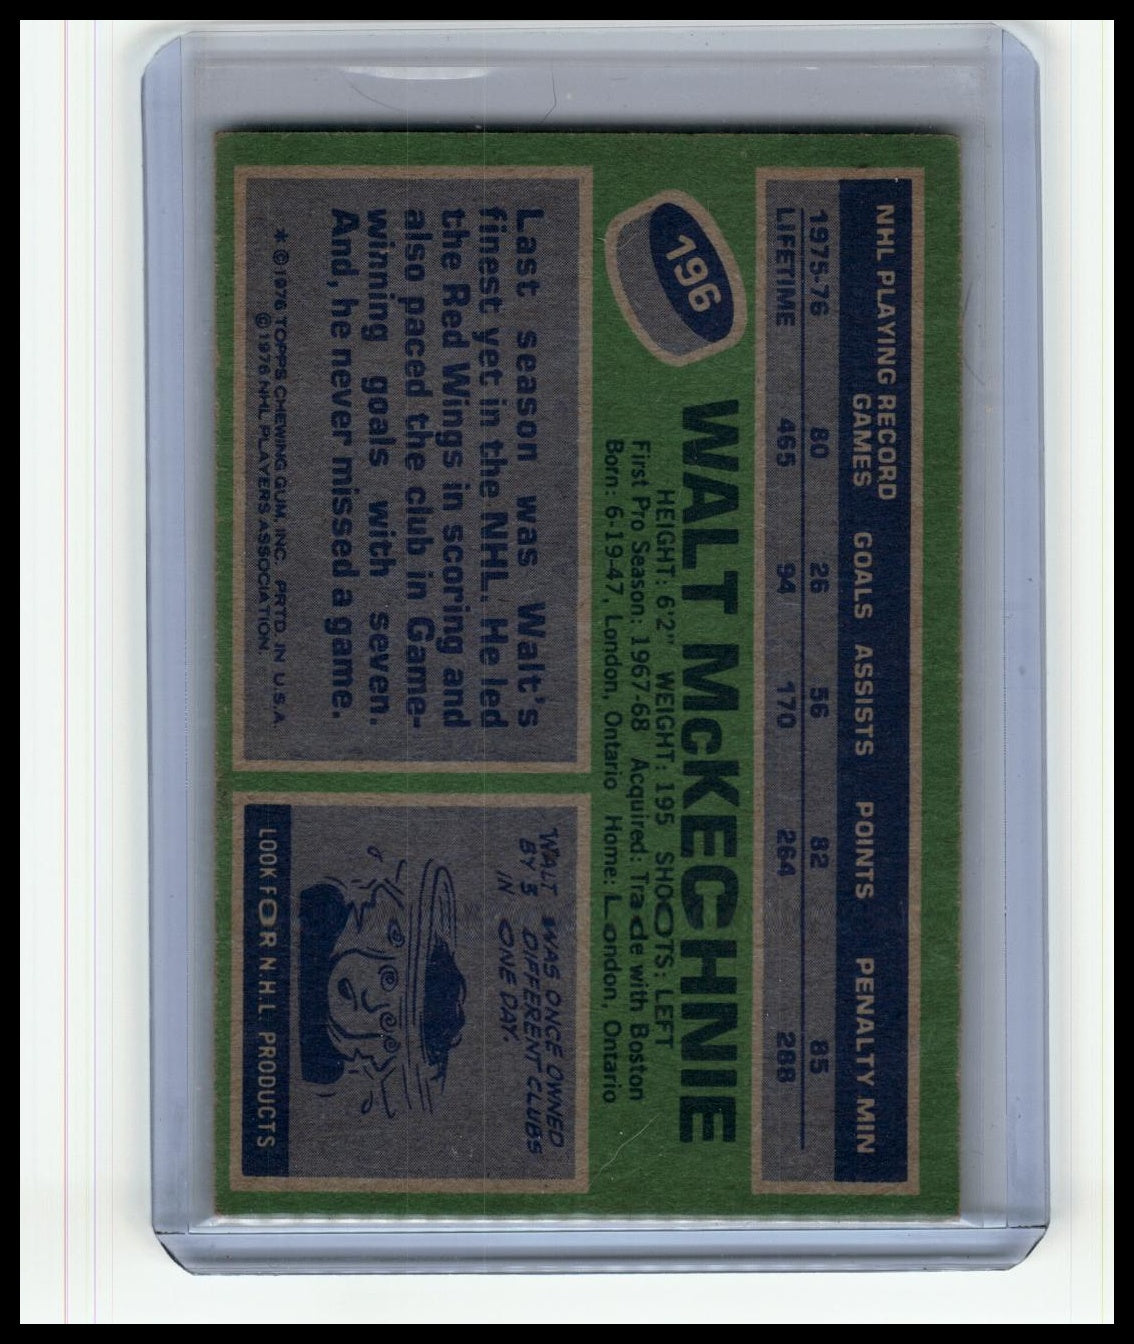 NHL PLAYING RECORD
GAMES GOALS ASSISTS POINTS PENALTY MIN
1975-76 80 26 56 82 85
LIFETIME 465 94 170 264 288
196
WALT McKECHNIE
HEIGHT: 6'2" WEIGHT: 195 SHOOTS: LEFT
First Pro Season: 1967-68 Acquired: Trade with Boston
Born: 6-19-47, London, Ontario Home: London, Ontario
Last season was Walt's
finest yet in the NHL. He led
the Red Wings in scoring and
also paced the club in Game-
winning goals with seven.
And, he never missed a game.
* © 1976 TOPPS CHEWING GUM, INC. PRTD. IN U.S.A.
© 1976 NHL PLAYERS ASSOCIATION
WALT WAS ONCE OWNED
BY 3 DIFFERENT CLUBS
IN ONE DAY.
LOOK FOR N.H.L. PRODUCTS